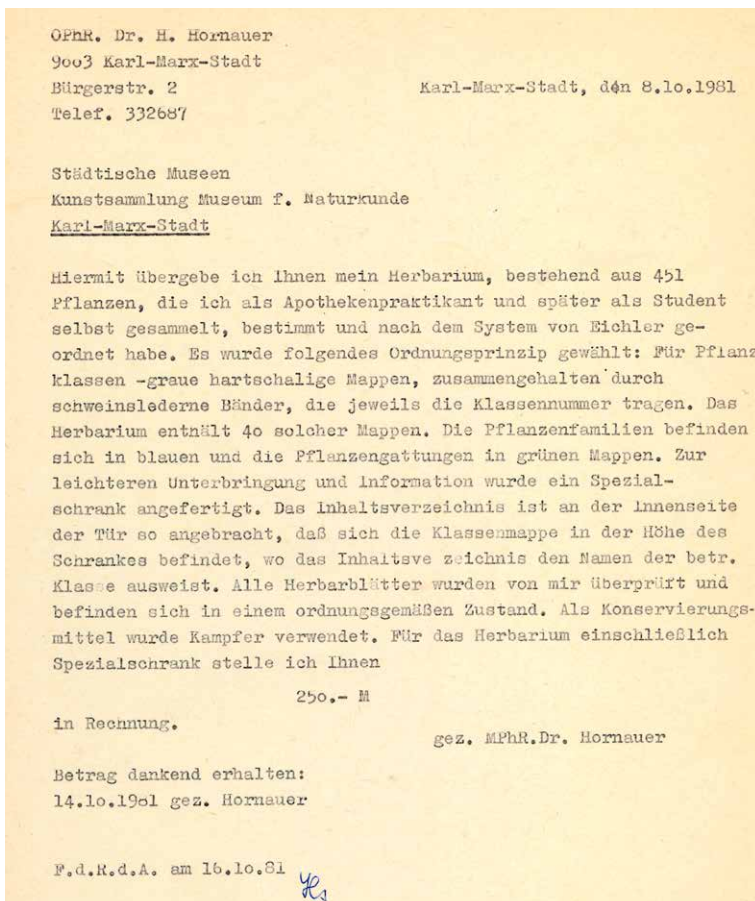 OPhR. Dr. H. Hornauer
9oo3 Karl-Marx-Stadt
Bürgerstr. 2
Karl-Marx-Stadt, den 8.1o.1981
Telef. 332687
Städtische Museen
Kunstsammlung Museum f. Naturkunde
Karl-Marx-Stadt
Hiermit übergebe ich Ihnen mein Herbarium, bestehend aus 451
Pflanzen, die ich als Apothekenpraktikant und später als Student
selbst gesammelt, bestimmt und nach dem System von Eichler ge-
ordnet habe. Es wurde folgendes Ordnungsprinzip gewählt: Für Pflanz
klassen -graue hartschalige Mappen, zusammengehalten durch
schweinslederne Bänder, die jeweils die Klassennummer tragen. Das
Herbarium enthält 4o solcher Mappen. Die Pflanzenfamilien befinden
sich in blauen und die Pflanzengattungen in grünen Mappen. Zur
leichteren Unterbringung und Information wurde ein Spezial-
schrank angefertigt. Das Inhaltsverzeichnis ist an der Innenseite
der Tür so angebracht, daß sich die Klassenmappe in der Höhe des
Schrankes befindet, wo das Inhaltsve zeichnis den Namen der betr.
Klasse ausweist. Alle Herbarblätter wurden von mir überprüft und
befinden sich in einem ordnungsgemäßen Zustand. Als Konservierungs-
mittel wurde Kampfer verwendet. Für das Herbarium einschließlich
Spezialschrank stelle ich Ihnen
25o.- M
in Rechnung.
gez. MPhR.Dr. Hornauer
Betrag dankend erhalten:
14.1o.1981 gez. Hornauer
F.d.R.d.A. am 16.1o.81